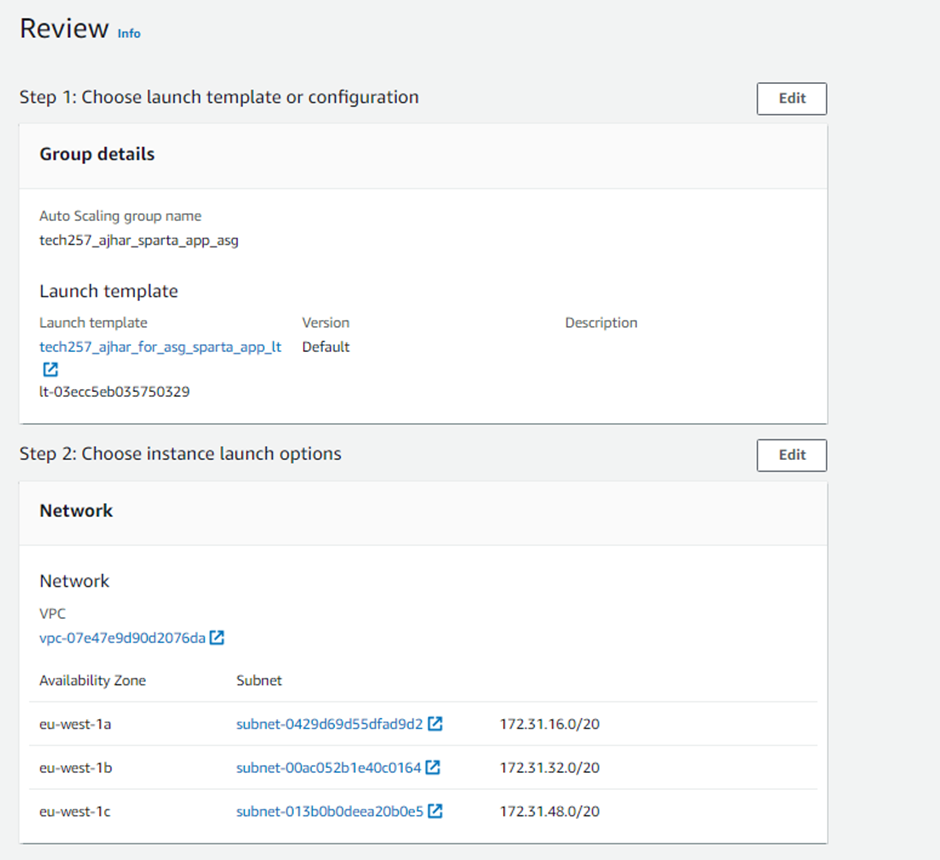 Review Info
Step 1: Choose launch template or configuration
Edit
Group details
Auto Scaling group name
tech257_ajhar_sparta_app_asg
Launch template
Launch template Version Description
tech257_ajhar_for_asg_sparta_app_lt Default
lt-03ecc5eb035750329
Step 2: Choose instance launch options
Edit
Network
Network
VPC
vpc-07e47e9d90d2076da
Availability Zone Subnet
eu-west-1a subnet-0429d69d55dfad9d2 172.31.16.0/20
eu-west-1b subnet-00ac052b1e40c0164 172.31.32.0/20
eu-west-1c subnet-013b0b0deea20b0e5 172.31.48.0/20